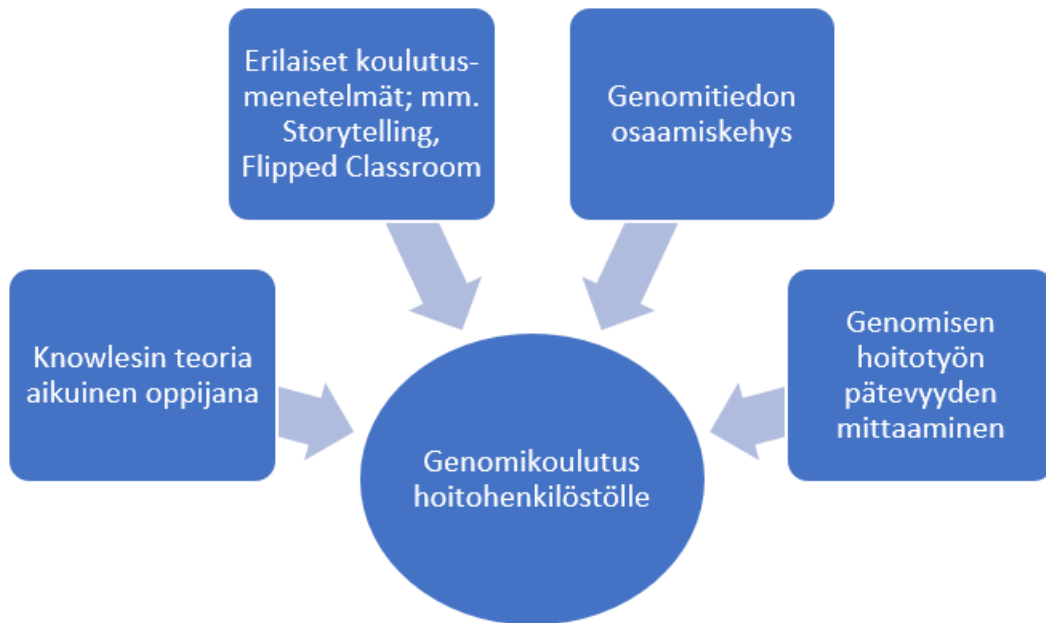 Erilaiset koulutus-
menetelmät; mm.
Storytelling,
Flipped Classroom
Genomitiedon
osaamiskehys
Knowlesin teoria
aikuinen oppijana
Genomisen
hoitotyön
pätevyyden
mittaaminen
Genomikoulutus
hoitohenkilöstölle